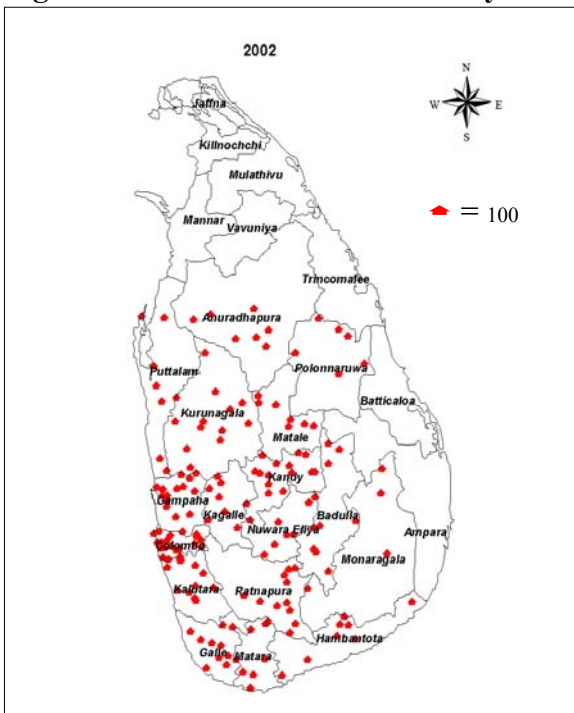 2002
N
W E
S
= 100
Jaffna
Killnochchi
Mulathivu
Mannar
Vavuniya
Trincomalee
Anuradhapura
Puttalam
Polonnaruwa
Batticaloa
Kurunagala
Matale
Kandy
Gampaha
Kagalle
Nuwara Eliya
Badulla
Ampara
Colombo
Monaragala
Kalutara
Ratnapura
Hambantota
Galle
Matara